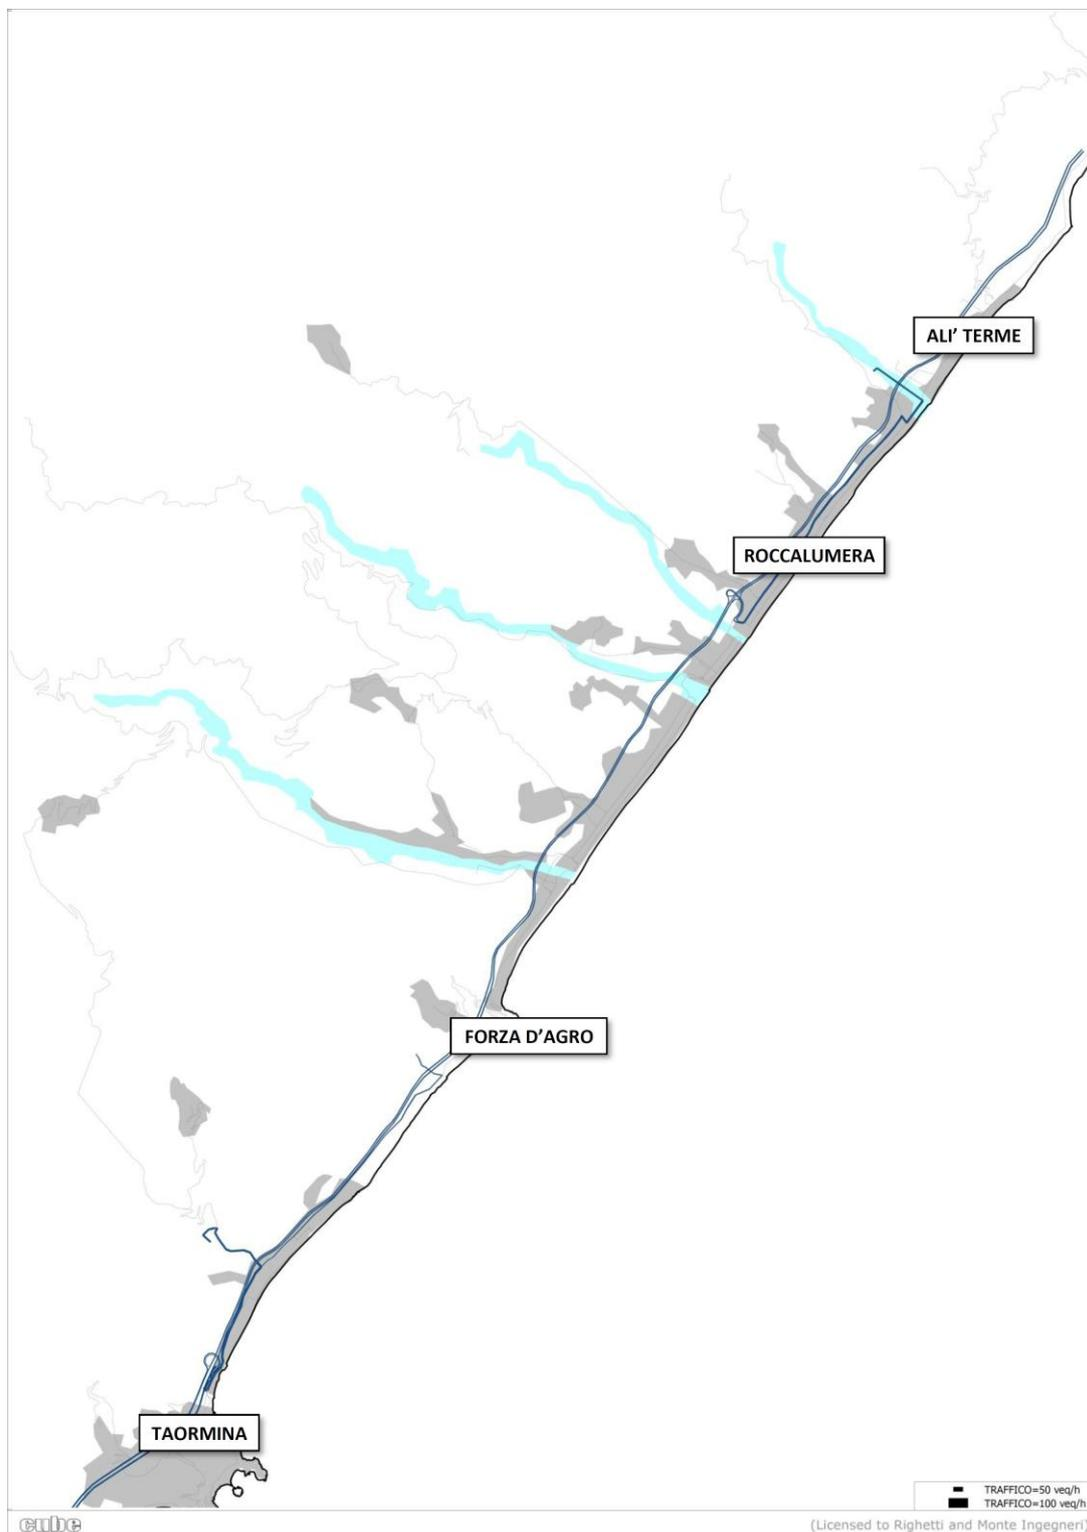 ALI' TERME
ROCCALUMERA
FORZA D'AGRO
TAORMINA
TRAFFICO=50 veq/h
TRAFFICO=100 veq/h
cube
(Licensed to Righetti and Monte Ingegneri)